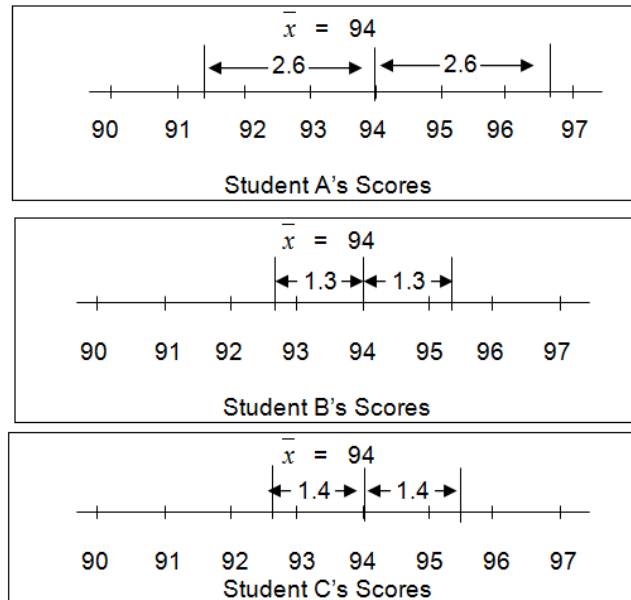 x̅ = 94
2.6 2.6
90 91 92 93 94 95 96 97
Student A's Scores
x̅ = 94
1.3 1.3
90 91 92 93 94 95 96 97
Student B's Scores
x̅ = 94
1.4 1.4
90 91 92 93 94 95 96 97
Student C's Scores